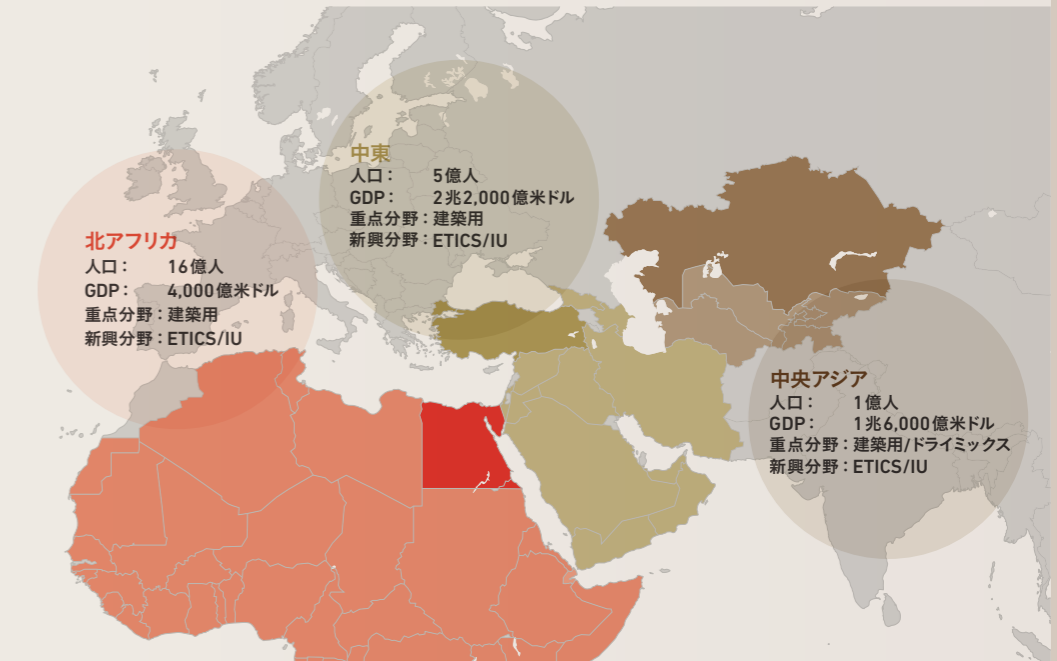 中東
人口： 5億人
GDP： 2兆2,000億米ドル
重点分野：建築用
新興分野：ETICS/IU
北アフリカ
人口： 16億人
GDP： 4,000億米ドル
重点分野：建築用
新興分野：ETICS/IU
中央アジア
人口： 1億人
GDP： 1兆6,000億米ドル
重点分野：建築用/ドライミックス
新興分野：ETICS/IU